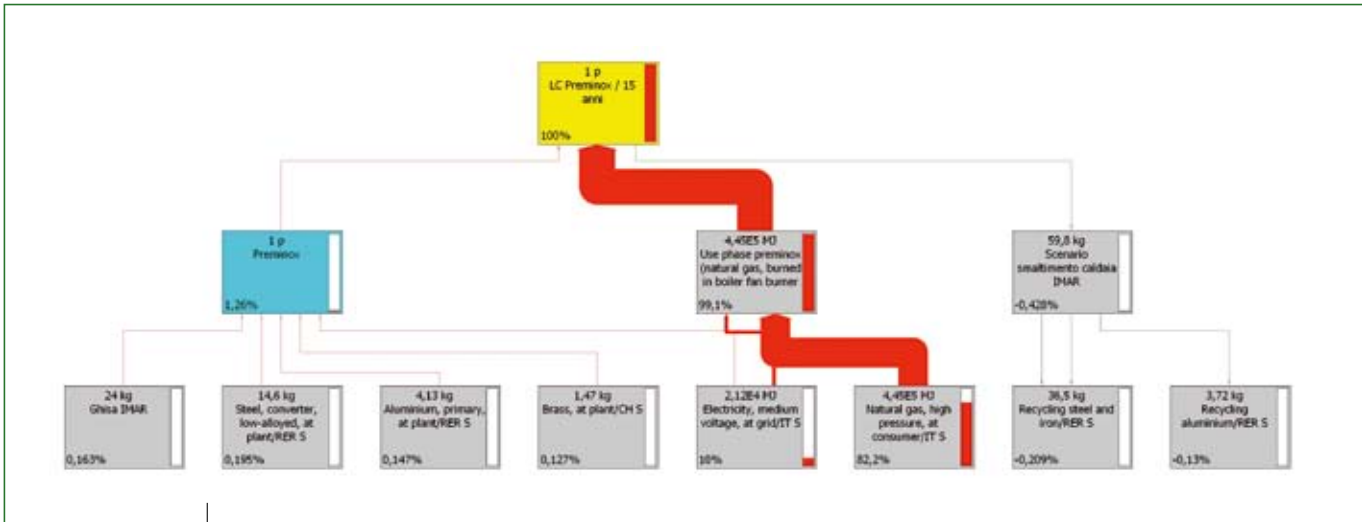 1 p
LC Preminox / 15
anni
100%
1 p
Preminox
1,26%
4,45E5 MJ
Use phase preminox
(natural gas, burned
in boiler fan burner
99,1%
59,8 kg
Scenario
smaltimento caldaia
IMAR
-0,428%
24 kg
Ghisa IMAR
0,163%
14,6 kg
Steel, converter,
low-alloyed, at
plant/RER S
0,195%
4,13 kg
Aluminium, primary,
at plant/RER S
0,147%
1,47 kg
Brass, at plant/CH S
0,127%
2,12E4 MJ
Electricity, medium
voltage, at grid/IT S
10%
4,45E5 MJ
Natural gas, high
pressure, at
consumer/IT S
82,2%
36,5 kg
Recycling steel and
iron/RER S
-0,209%
3,72 kg
Recycling
aluminium/RER S
-0,13%